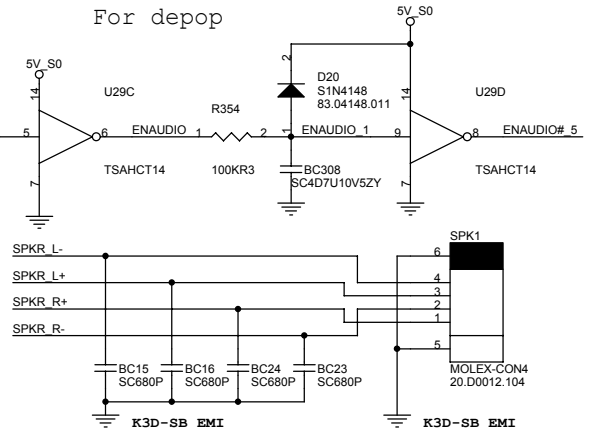 For depop
5V_S0
5V_S0
14
U29C
5
6
ENAUDIO
1
R354
2
100KR3
TSAHCT14
7
2
D20
S1N4148
83.04148.011
1
ENAUDIO_1
BC308
SC4D7U10V5ZY
14
U29D
9
8
ENAUDIO#_5
TSAHCT14
7
SPKR_L-
SPKR_L+
SPKR_R+
SPKR_R-
BC15
SC680P
BC16
SC680P
BC24
SC680P
BC23
SC680P
K3D-SB EMI
SPK1
6
4
3
2
1
5
MOLEX-CON4
20.D0012.104
K3D-SB EMI